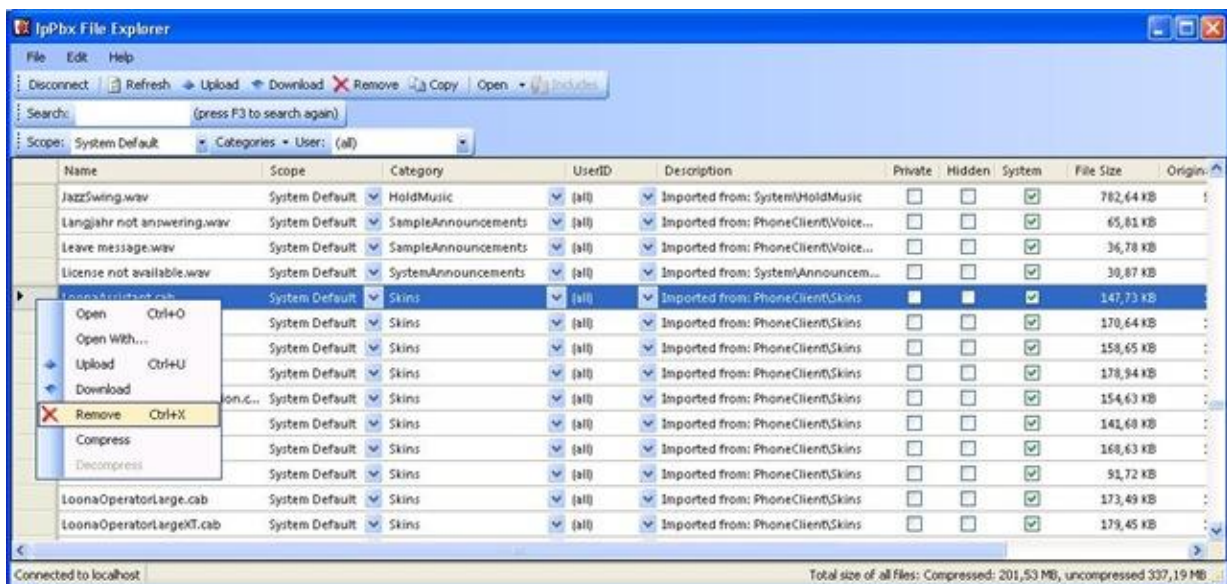 IpPbx File Explorer
File Edit Help
Disconnect Refresh Upload Download Remove Copy Open Includes
Search: (press F3 to search again)
Scope: System Default Categories User: (all)
Name Scope Category UserID Description Private Hidden System File Size Origin
JazzSwing.wav System Default HoldMusic (all) Imported from: System\HoldMusic 782,64 KB
Langjahr not answering.wav System Default SampleAnnouncements (all) Imported from: PhoneClient\Voice... 65,81 KB
Leave message.wav System Default SampleAnnouncements (all) Imported from: PhoneClient\Voice... 36,78 KB
License not available.wav System Default SystemAnnouncements (all) Imported from: System\Announcem... 30,87 KB
LoonaAssistant.cab System Default Skins (all) Imported from: PhoneClient\Skins 147,73 KB
Open Ctrl+O System Default Skins (all) Imported from: PhoneClient\Skins 170,64 KB
Open With... System Default Skins (all) Imported from: PhoneClient\Skins 158,65 KB
Upload Ctrl+U System Default Skins (all) Imported from: PhoneClient\Skins 178,94 KB
Download ion.c... System Default Skins (all) Imported from: PhoneClient\Skins 154,63 KB
Remove Ctrl+X System Default Skins (all) Imported from: PhoneClient\Skins 141,68 KB
Compress System Default Skins (all) Imported from: PhoneClient\Skins 168,63 KB
Decompress System Default Skins (all) Imported from: PhoneClient\Skins 91,72 KB
LoonaOperatorLarge.cab System Default Skins (all) Imported from: PhoneClient\Skins 173,49 KB
LoonaOperatorLargeXT.cab System Default Skins (all) Imported from: PhoneClient\Skins 179,45 KB
Connected to localhost Total size of all files: Compressed: 201,53 MB, uncompressed 337,19 MB